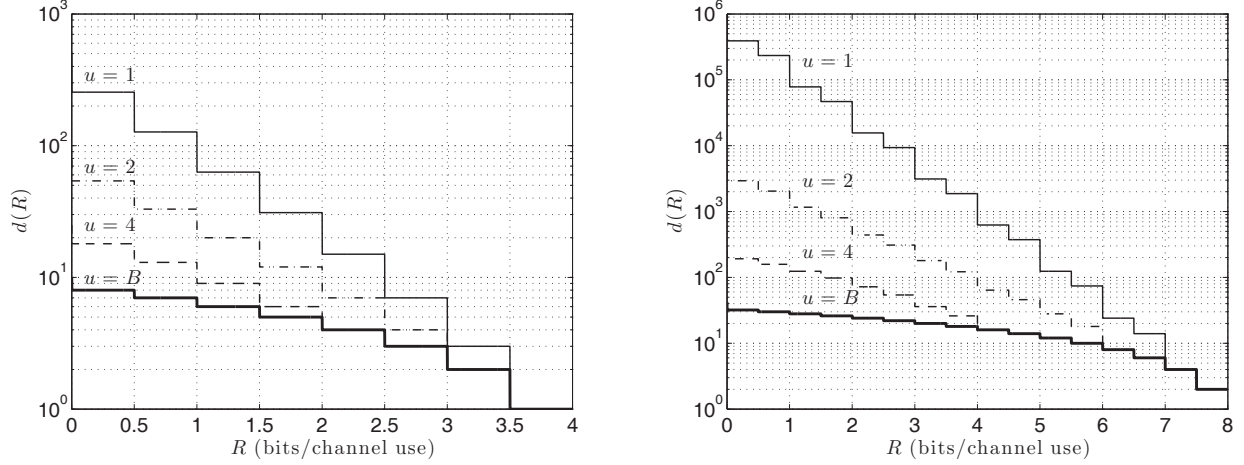 10^3
10^2
10^1
10^0
d(R)
u = 1
u = 2
u = 4
u = B
0 0.5 1 1.5 2 2.5 3 3.5 4
R (bits/channel use)
10^6
10^5
10^4
10^3
10^2
10^1
10^0
d(R)
u = 1
u = 2
u = 4
u = B
0 1 2 3 4 5 6 7 8
R (bits/channel use)